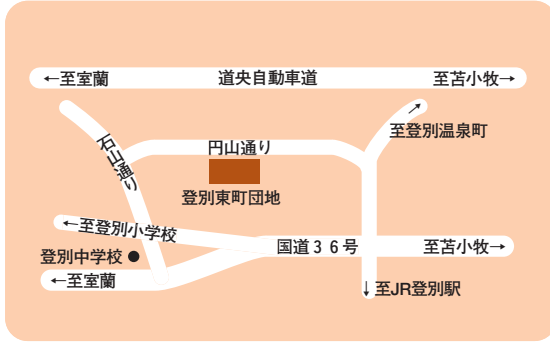 ←至室蘭
道央自動車道
至苫小牧→
↗
至登別温泉町
石山通り
円山通り
登別東町団地
←至登別小学校
登別中学校 ●
国道36号
至苫小牧→
←至室蘭
↓至JR登別駅